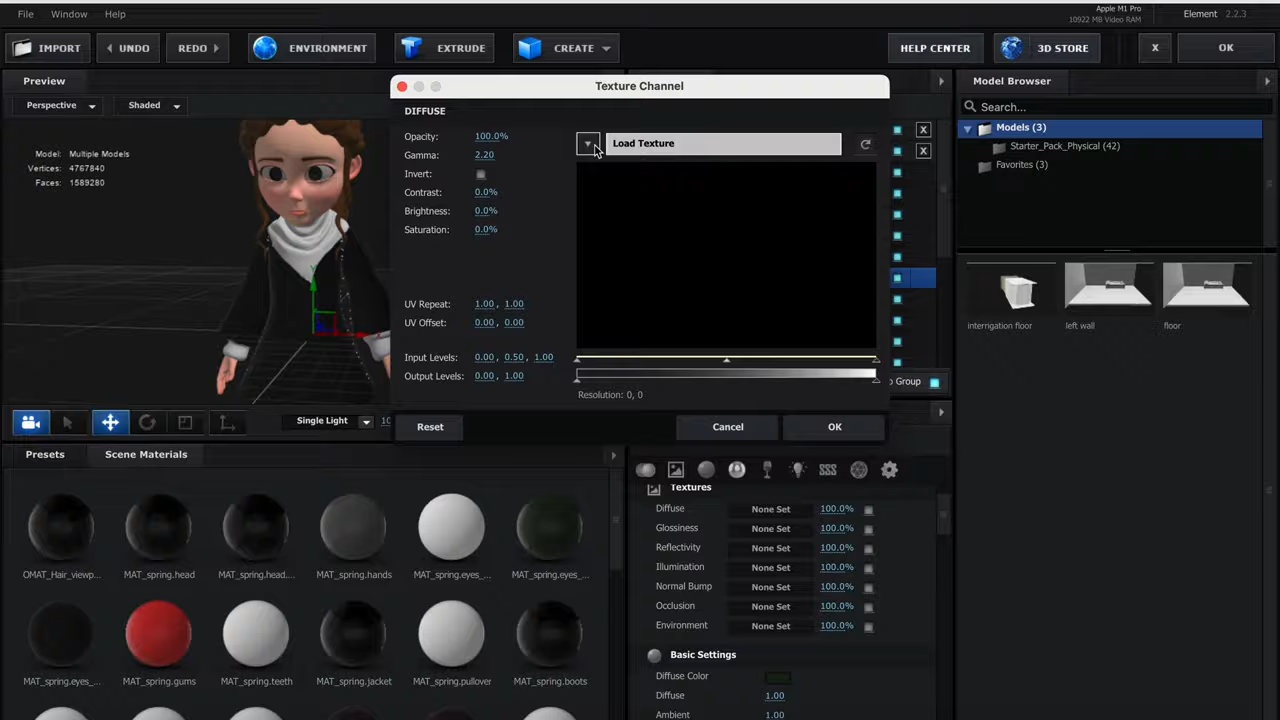 File Window Help
Apple M1 Pro
10922 MB Video RAM
Element 2.2.3
IMPORT UNDO REDO ENVIRONMENT EXTRUDE CREATE HELP CENTER 3D STORE X OK
Preview
Texture Channel
Model Browser
Perspective Shaded
DIFFUSE
Search...
Models (3)
Starter_Pack_Physical (42)
Favorites (3)
Model: Multiple Models
Vertices: 4767840
Faces: 1589280
Opacity: 100.0%
Load Texture
Gamma: 2.20
Invert:
Contrast: 0.0%
Brightness: 0.0%
Saturation: 0.0%
UV Repeat: 1.00, 1.00
UV Offset: 0.00, 0.00
Input Levels: 0.00, 0.50, 1.00
Output Levels: 0.00, 1.00
Resolution: 0, 0
Reset Cancel OK
X
X
Group
interrigation floor left wall floor
Single Light
Presets Scene Materials
OMAT_Hair_viewp... MAT_spring.head MAT_spring.head.... MAT_spring.hands MAT_spring.eyes_... MAT_spring.eyes_...
MAT_spring.eyes_... MAT_spring.gums MAT_spring.teeth MAT_spring.jacket MAT_spring.pullover MAT_spring.boots
SSS
Textures
Diffuse None Set 100.0%
Glossiness None Set 100.0%
Reflectivity None Set 100.0%
Illumination None Set 100.0%
Normal Bump None Set 100.0%
Occlusion None Set 100.0%
Environment None Set 100.0%
Basic Settings
Diffuse Color
Diffuse 1.00
Ambient 1.00